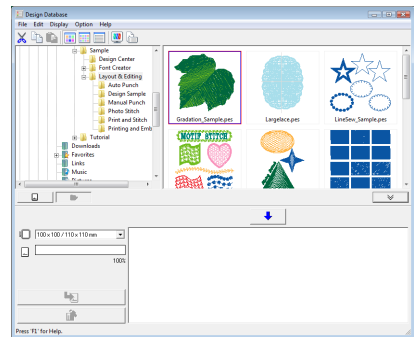 Design Database
File Edit Display Option Help
Sample
Design Center
Font Creator
Layout & Editing
Auto Punch
Design Sample
Manual Punch
Photo Stitch
Print and Stitch
Printing and Emb
Tutorial
Downloads
Favorites
Links
Music
Gradation_Sample.pes
Largelace.pes
LineSew_Sample.pes
MOTIF STITCH
100 x 100 / 110 x 110 mm
100%
Press 'F1' for Help.